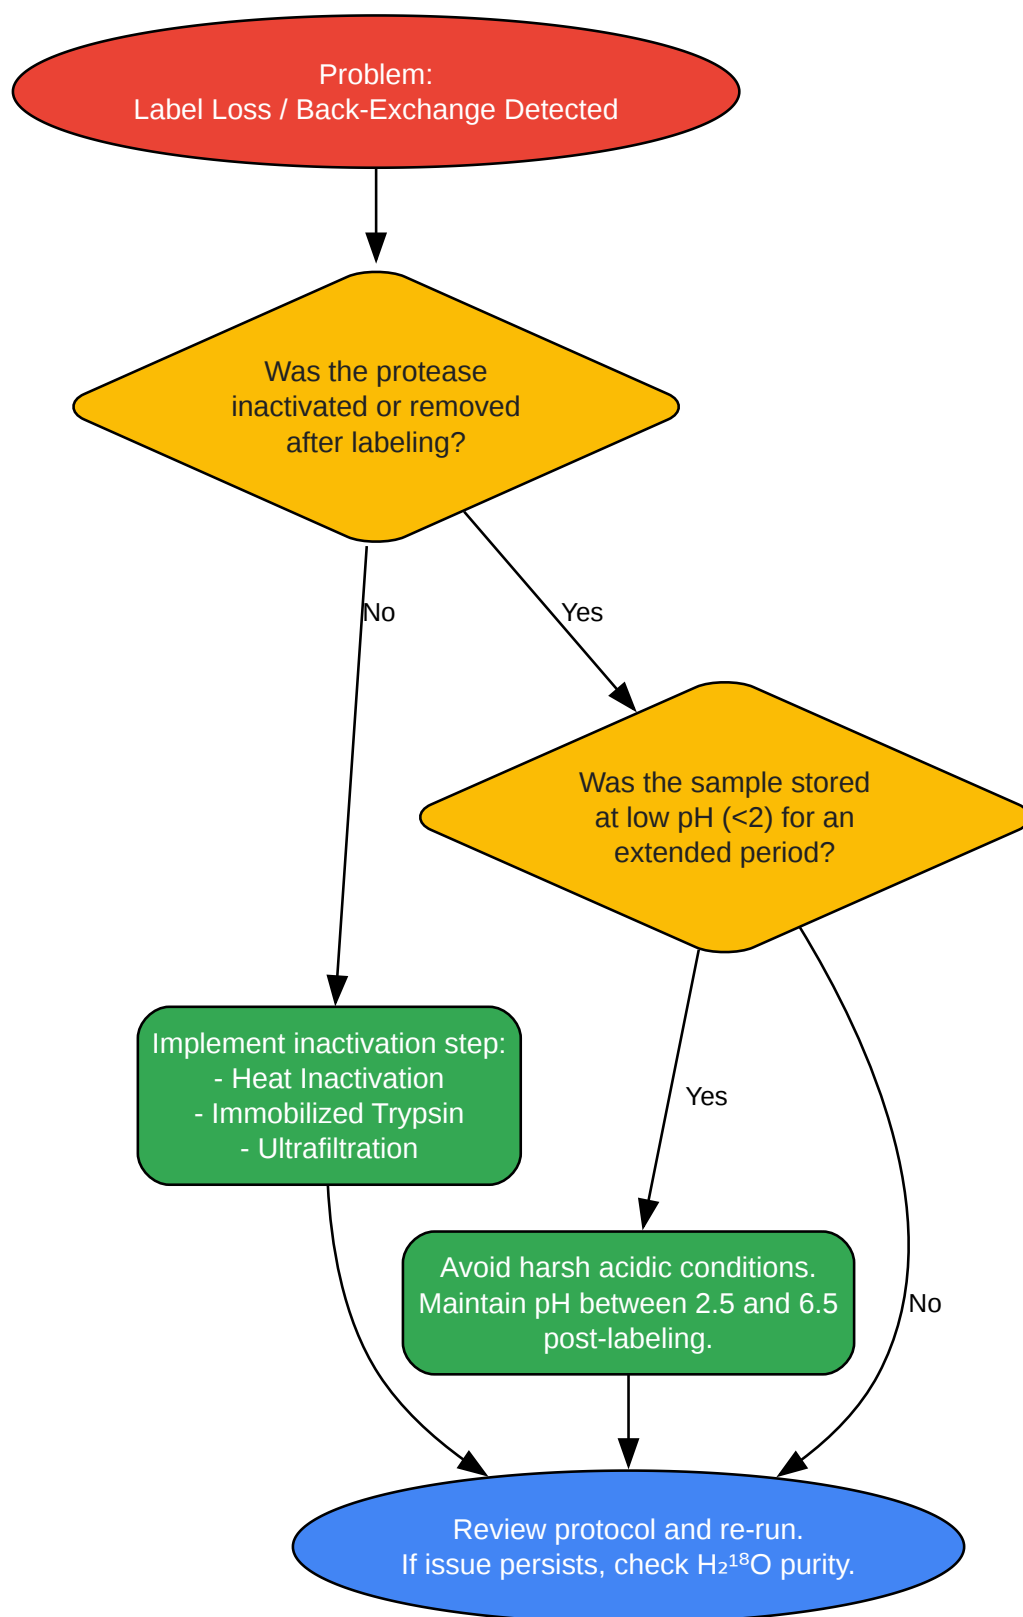 Problem:
Label Loss / Back-Exchange Detected
Was the protease
inactivated or removed
after labeling?
No
Yes
Was the sample stored
at low pH (<2) for an
extended period?
Implement inactivation step:
- Heat Inactivation
- Immobilized Trypsin
- Ultrafiltration
Yes
Avoid harsh acidic conditions.
Maintain pH between 2.5 and 6.5
post-labeling.
No
Review protocol and re-run.
If issue persists, check H₂¹⁸O purity.